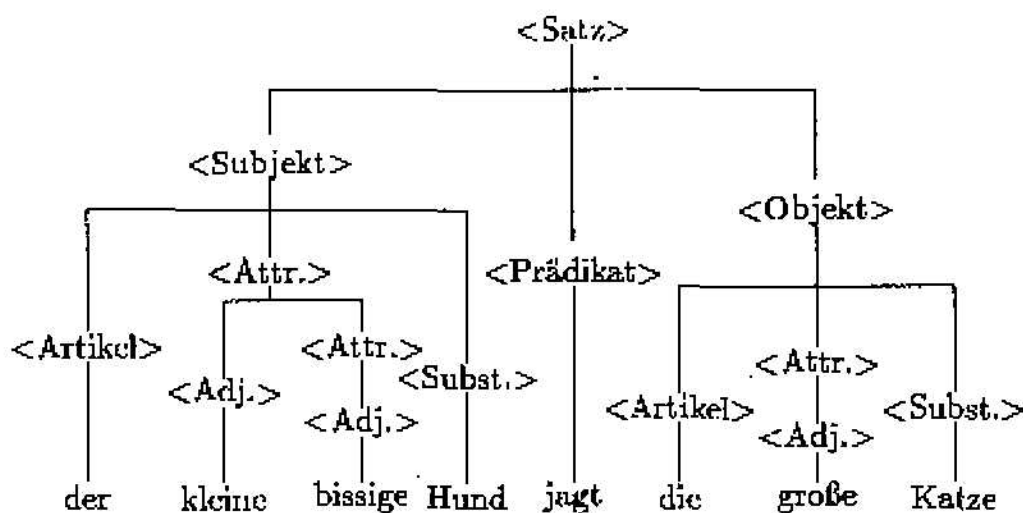 <Satz>
<Subjekt>
<Objekt>
<Attr.> <Prädikat>
<Artikel> <Attr.>
<Adj.> <Subst.> <Attr.>
<Artikel> <Subst.>
<Adj.> <Adj.>
der kleine bissige Hund jagt die große Katze